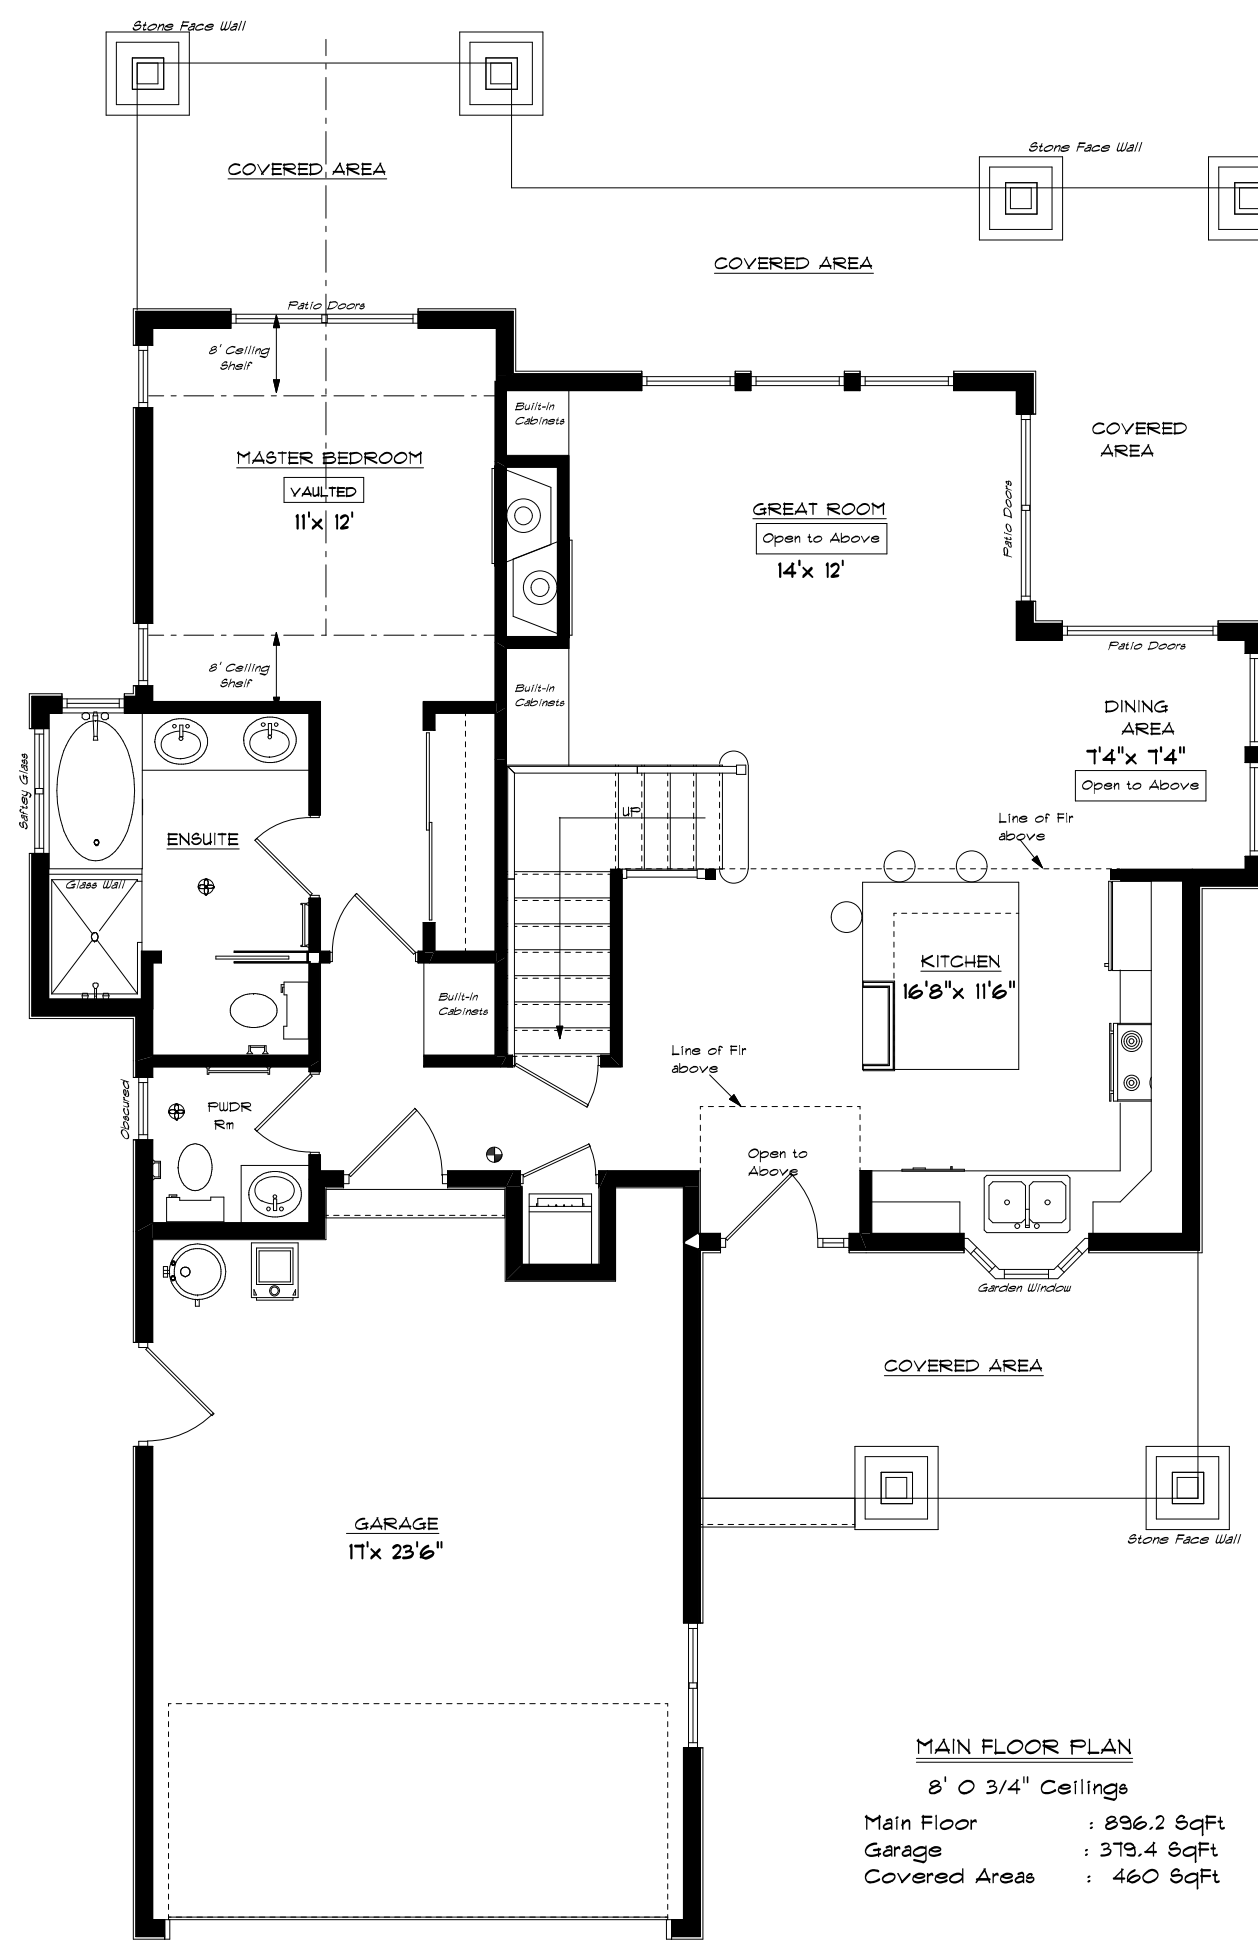 Stone Face Wall
Stone Face Wall
COVERED AREA
COVERED AREA
Patio Doors
8' Ceiling
Shelf
Built-In
Cabinets
COVERED
AREA
MASTER BEDROOM
VAULTED
11'x 12'
Patio Doors
GREAT ROOM
Open to Above
14'x 12'
Patio Doors
8' Ceiling
Shelf
Built-In
Cabinets
DINING
AREA
7'4"x 7'4"
Open to Above
Saftey Glass
UP
Line of Flr
above
ENSUITE
Glass Wall
KITCHEN
16'8"x 11'6"
Built-In
Cabinets
Line of Flr
above
Obscured
PWDR
Rm
Open to
Above
Garden Window
COVERED AREA
GARAGE
17'x 23'6"
Stone Face Wall
MAIN FLOOR PLAN
8' 0 3/4" Ceilings
Main Floor : 896.2 SqFt
Garage : 379.4 SqFt
Covered Areas : 460 SqFt